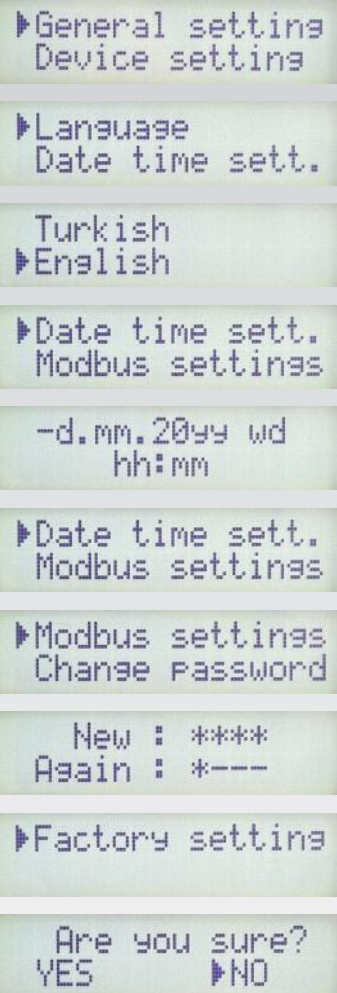 General setting
Device setting
Language
Date time sett.
Turkish
English
Date time sett.
Modbus settings
-d.mm.20yy wd
hh:mm
Date time sett.
Modbus settings
Modbus settings
Change password
New : ****
Again : *---
Factory setting
Are you sure?
YES NO